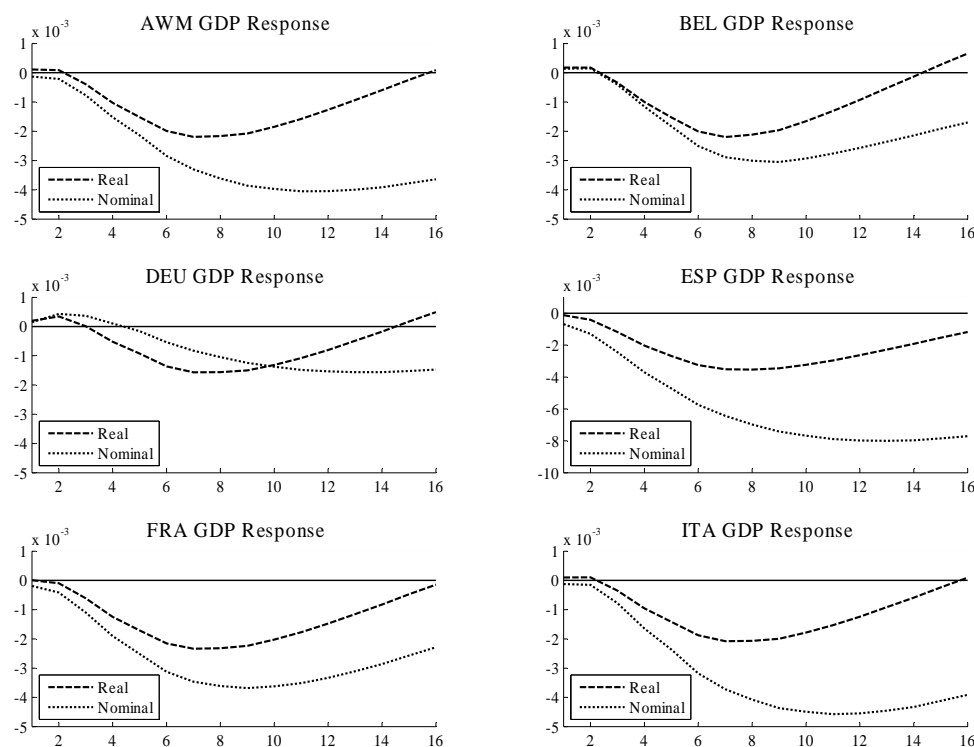 AWM GDP Response
x 10-3
1
0
-1
-2
-3
-4
-5
2 4 6 8 10 12 14 16
Real
Nominal
BEL GDP Response
x 10-3
1
0
-1
-2
-3
-4
-5
2 4 6 8 10 12 14 16
Real
Nominal
DEU GDP Response
x 10-3
1
0
-1
-2
-3
-4
-5
2 4 6 8 10 12 14 16
Real
Nominal
ESP GDP Response
x 10-3
0
-2
-4
-6
-8
-10
2 4 6 8 10 12 14 16
Real
Nominal
FRA GDP Response
x 10-3
1
0
-1
-2
-3
-4
-5
2 4 6 8 10 12 14 16
Real
Nominal
ITA GDP Response
x 10-3
1
0
-1
-2
-3
-4
-5
2 4 6 8 10 12 14 16
Real
Nominal